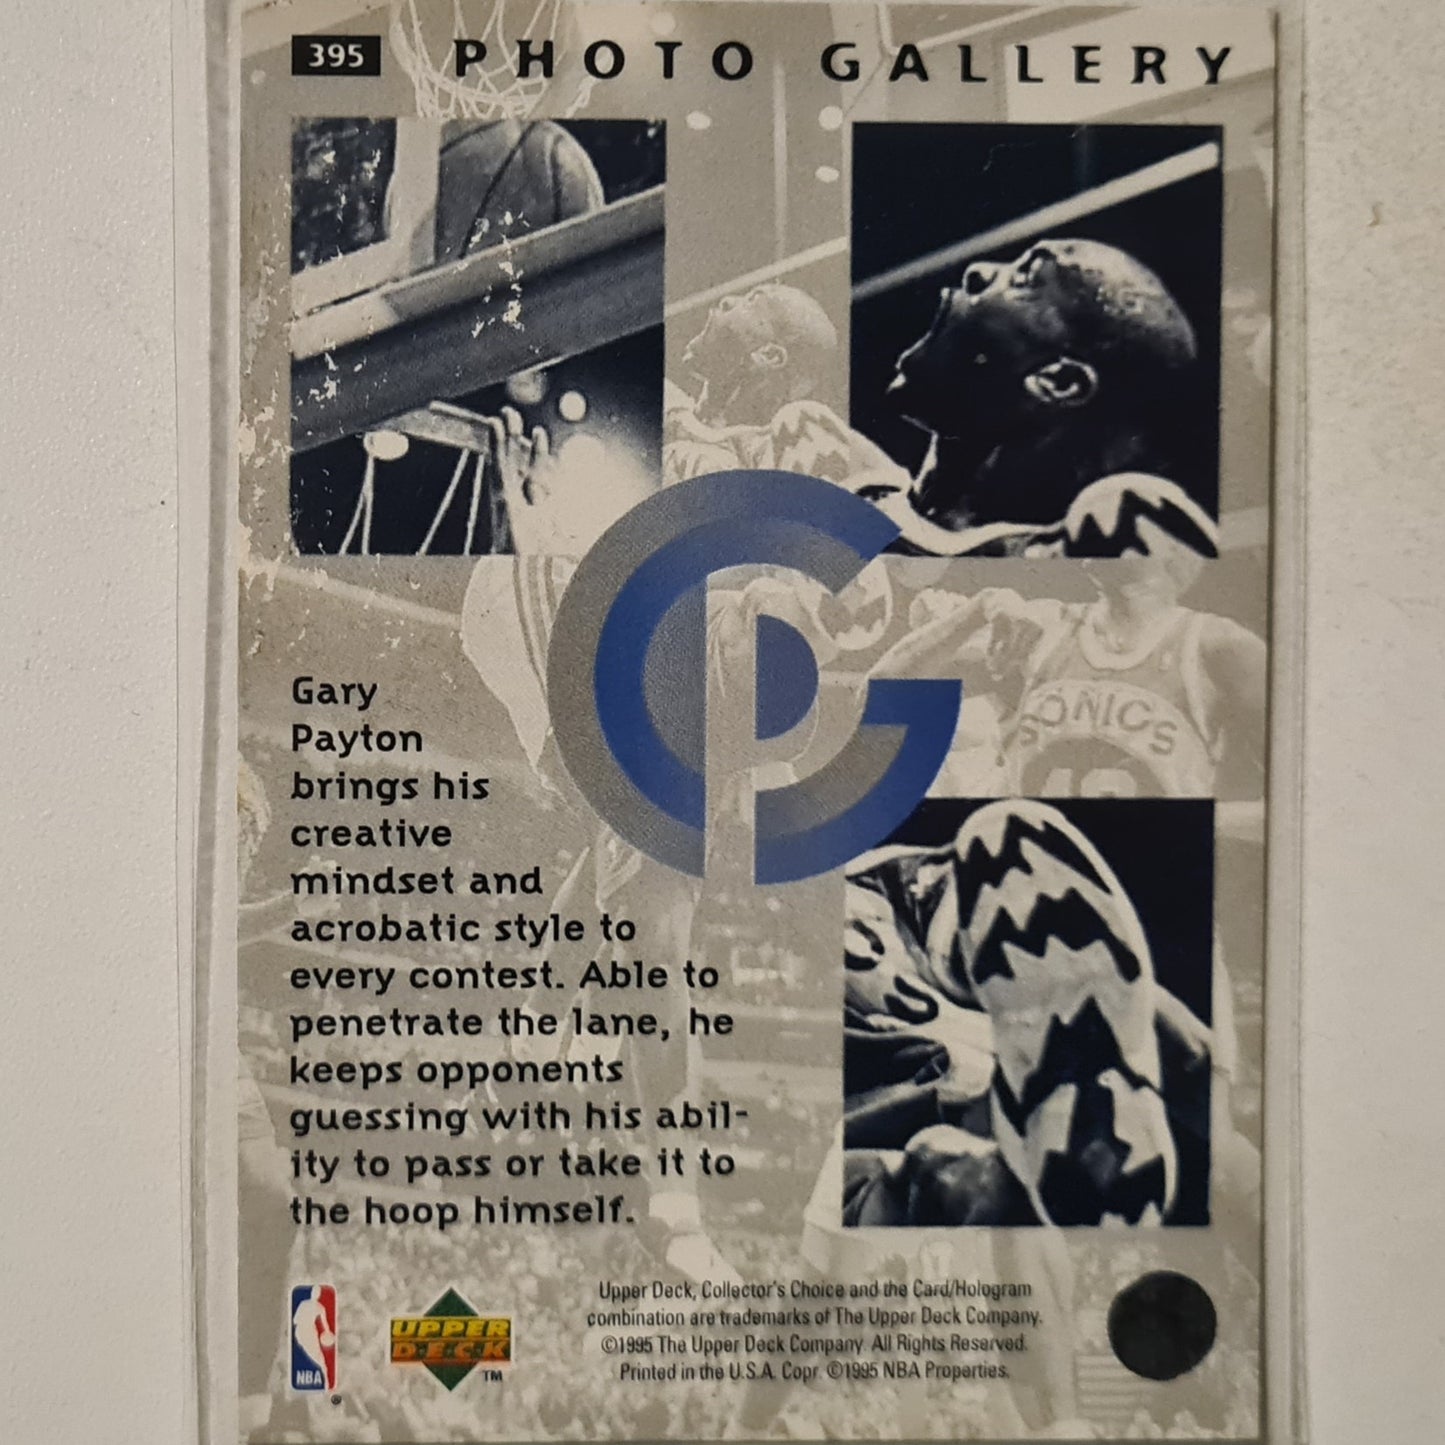 395 PHOTO GALLERY
SONICS
Gary
Payton
brings his
creative
mindset and
acrobatic style to
every contest. Able to
penetrate the lane, he
keeps opponents
guessing with his abil-
ity to pass or take it to
the hoop himself.
NBA
®
UPPER
DECK
TM
Upper Deck, Collector's Choice and the Card/Hologram
combination are trademarks of The Upper Deck Company.
©1995 The Upper Deck Company. All Rights Reserved.
Printed in the U.S.A. Copr. ©1995 NBA Properties.